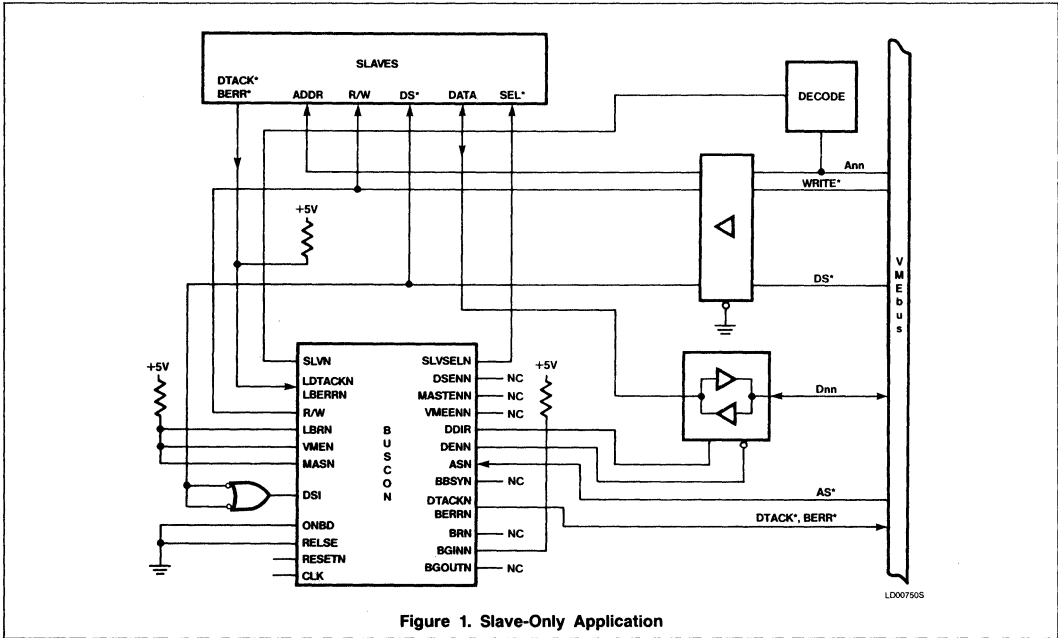 SLAVES
DTACK*
BERR* ADDR R/W DS* DATA SEL*
DECODE
Ann
WRITE*
+5V
VMEbus
DS*
+5V
SLVN
LDTACKN
LBERRN
R/W
LBRN
VMEN
MASN
DSI
ONBD
RELSE
RESETN
CLK
BUSCON
SLVSELN
DSENN NC
MASTENN NC
VMEENN NC
DDIR
DENN
ASN
BBSYN NC
DTACKN
BERRN
BRN NC
BGINN
BGOUTN NC
+5V
Dnn
AS*
DTACK*, BERR*
LD00750S
Figure 1. Slave-Only Application